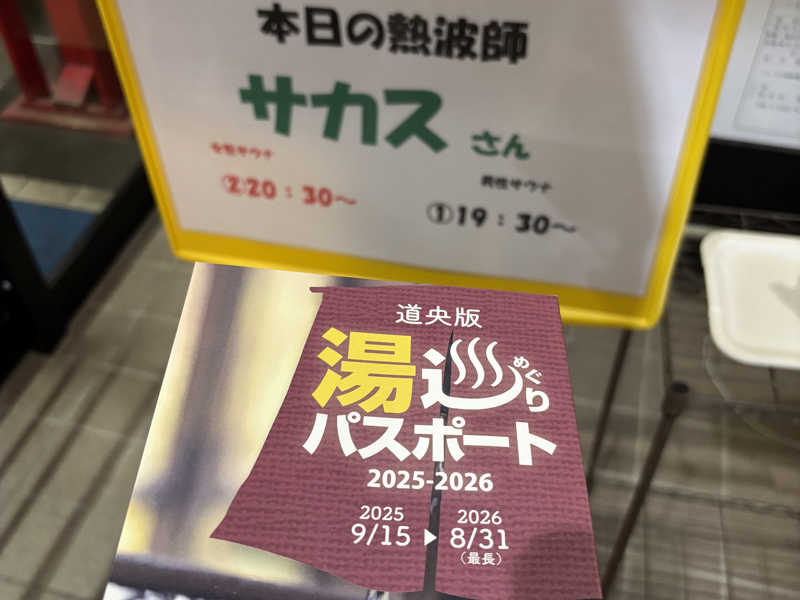 本日の熱波師
サカス さん
女性サウナ
②20:30〜
男性サウナ
①19:30〜
道央版
湯巡り
めぐ
パスポート
2025-2026
2025
9/15 ▶ 2026
8/31
(最長)